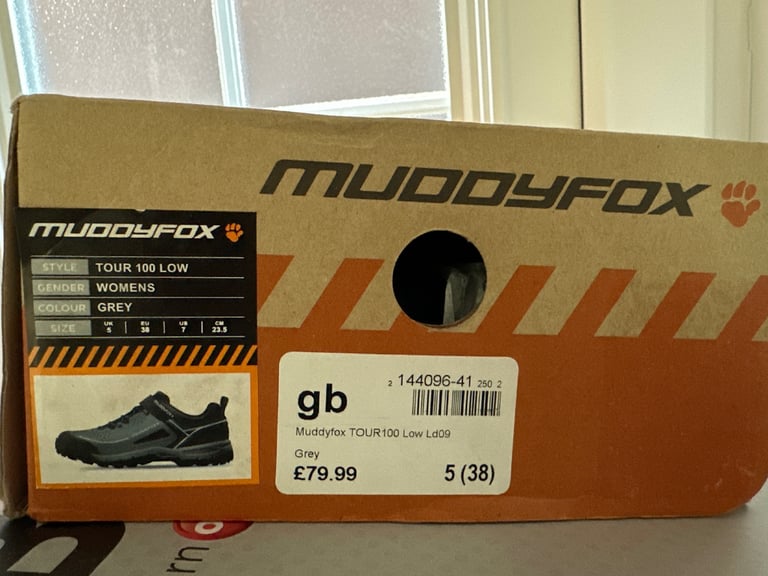 MUDDYFOX
MUDDYFOX
STYLE TOUR 100 LOW
GENDER WOMENS
COLOUR GREY
SIZE UK 5 EU 38 US 7 CM 23.5
gb
2 144096-41 250 2
Muddyfox TOUR100 Low Ld09
Grey
£79.99 5 (38)
rn